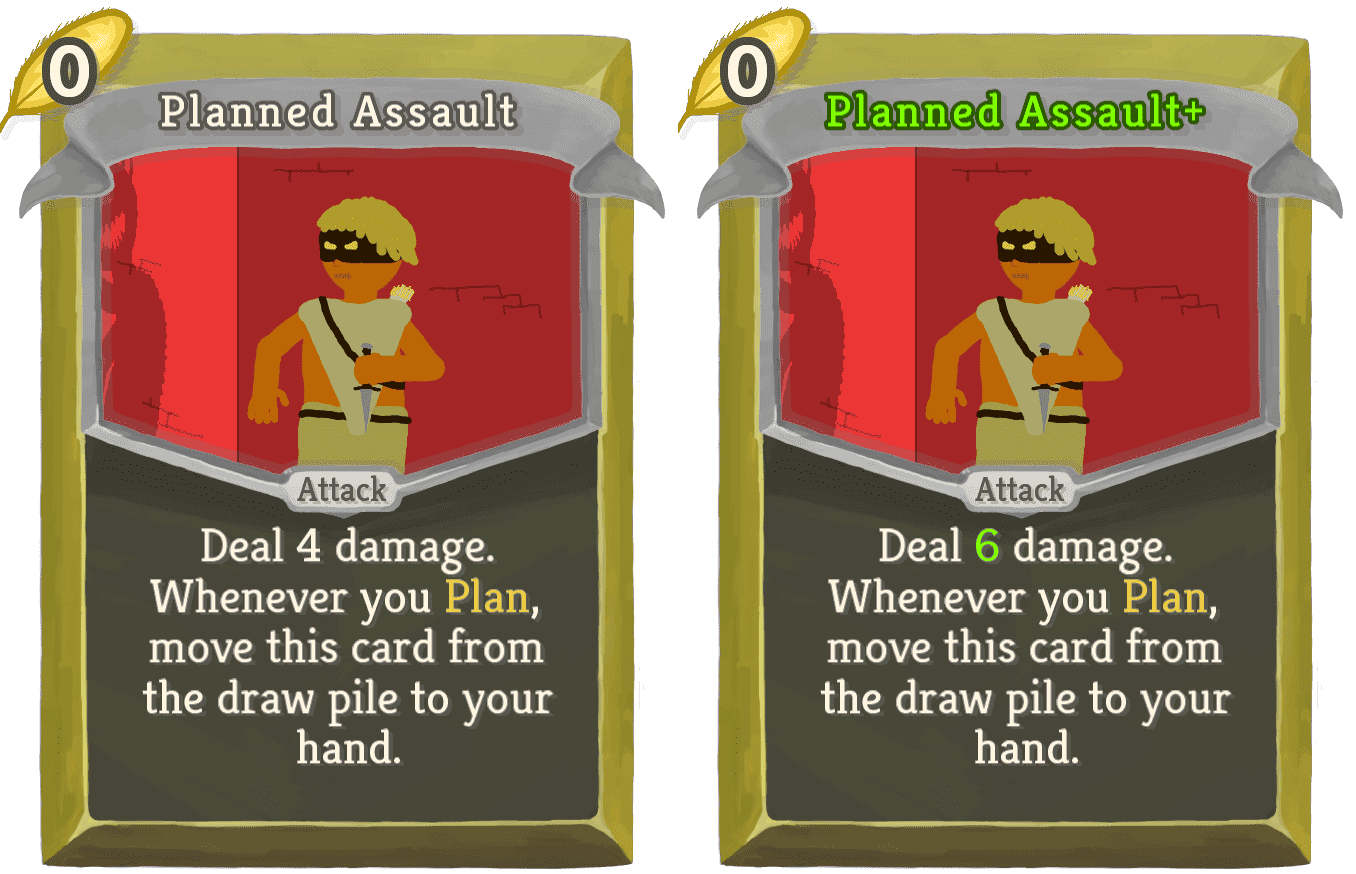 0
Planned Assault
Attack
Deal 4 damage.
Whenever you Plan,
move this card from
the draw pile to your
hand.
0
Planned Assault+
Attack
Deal 6 damage.
Whenever you Plan,
move this card from
the draw pile to your
hand.